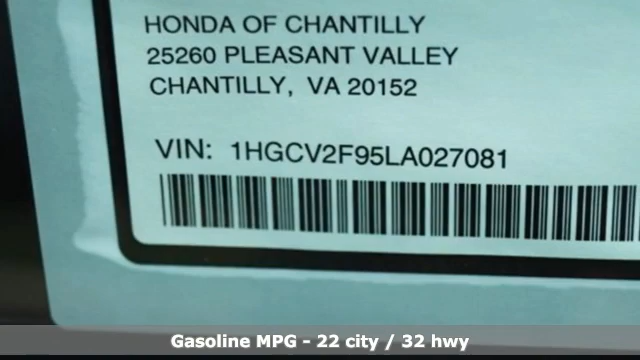 HONDA OF CHANTILLY
25260 PLEASANT VALLEY
CHANTILLY, VA 20152
VIN: 1HGCV2F95LA027081
Gasoline MPG - 22 city / 32 hwy